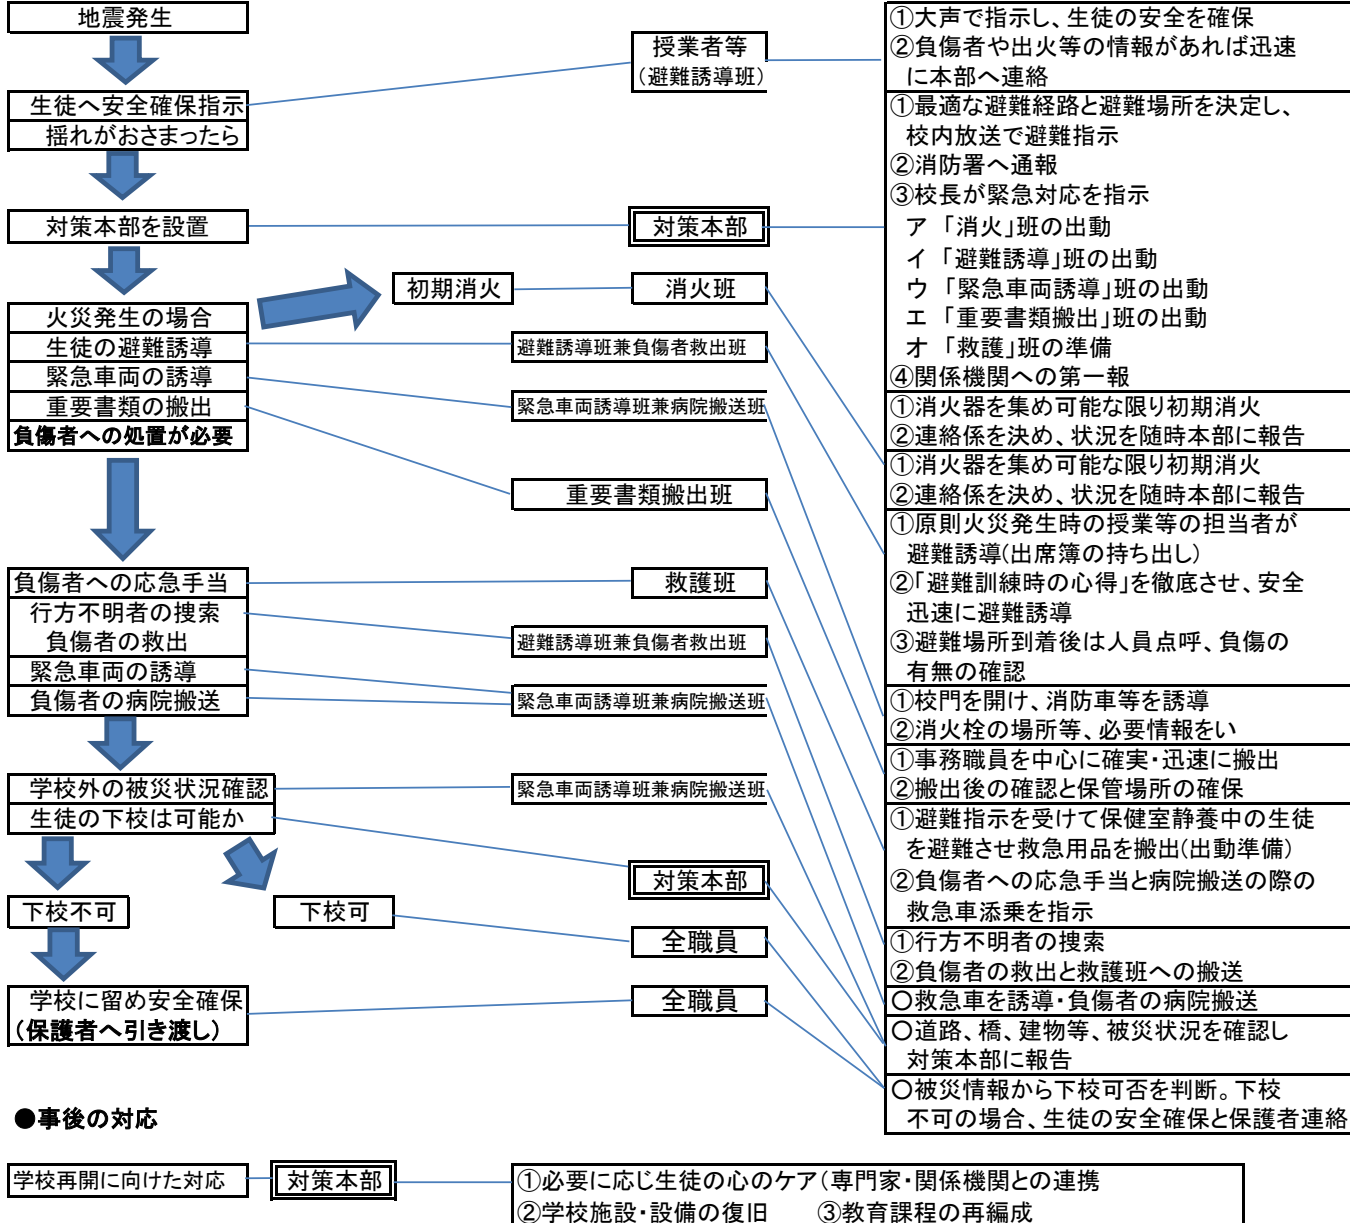 地震発生
生徒へ安全確保指示
揺れがおさまったら
対策本部を設置
火災発生の場合
生徒の避難誘導
緊急車両の誘導
重要書類の搬出
負傷者への処置が必要
負傷者への応急手当
行方不明者の捜索
負傷者の救出
緊急車両の誘導
負傷者の病院搬送
学校外の被災状況確認
生徒の下校は可能か
下校不可
下校可
学校に留め安全確保
（保護者へ引き渡し）
授業者等
（避難誘導班）
対策本部
初期消火
消火班
避難誘導班兼負傷者救出班
緊急車両誘導班兼病院搬送班
重要書類搬出班
救護班
避難誘導班兼負傷者救出班
緊急車両誘導班兼病院搬送班
緊急車両誘導班兼病院搬送班
対策本部
全職員
全職員
①大声で指示し、生徒の安全を確保
②負傷者や出火等の情報があれば迅速
に本部へ連絡
①最適な避難経路と避難場所を決定し、
校内放送で避難指示
②消防署へ通報
③校長が緊急対応を指示
ア 「消火」班の出動
イ 「避難誘導」班の出動
ウ 「緊急車両誘導」班の出動
エ 「重要書類搬出」班の出動
オ 「救護」班の準備
④関係機関への第一報
①消火器を集め可能な限り初期消火
②連絡係を決め、状況を随時本部に報告
①消火器を集め可能な限り初期消火
②連絡係を決め、状況を随時本部に報告
①原則火災発生時の授業等の担当者が
避難誘導(出席簿の持ち出し)
②「避難訓練時の心得」を徹底させ、安全
迅速に避難誘導
③避難場所到着後は人員点呼、負傷の
有無の確認
①校門を開け、消防車等を誘導
②消火栓の場所等、必要情報をい
①事務職員を中心に確実・迅速に搬出
②搬出後の確認と保管場所の確保
①避難指示を受けて保健室静養中の生徒
を避難させ救急用品を搬出(出動準備)
②負傷者への応急手当と病院搬送の際の
救急車添乗を指示
①行方不明者の捜索
②負傷者の救出と救護班への搬送
○救急車を誘導・負傷者の病院搬送
○道路、橋、建物等、被災状況を確認し
対策本部に報告
○被災情報から下校可否を判断。下校
不可の場合、生徒の安全確保と保護者連絡
●事後の対応
学校再開に向けた対応
対策本部
①必要に応じ生徒の心のケア（専門家・関係機関との連携
②学校施設・設備の復旧　　③教育課程の再編成